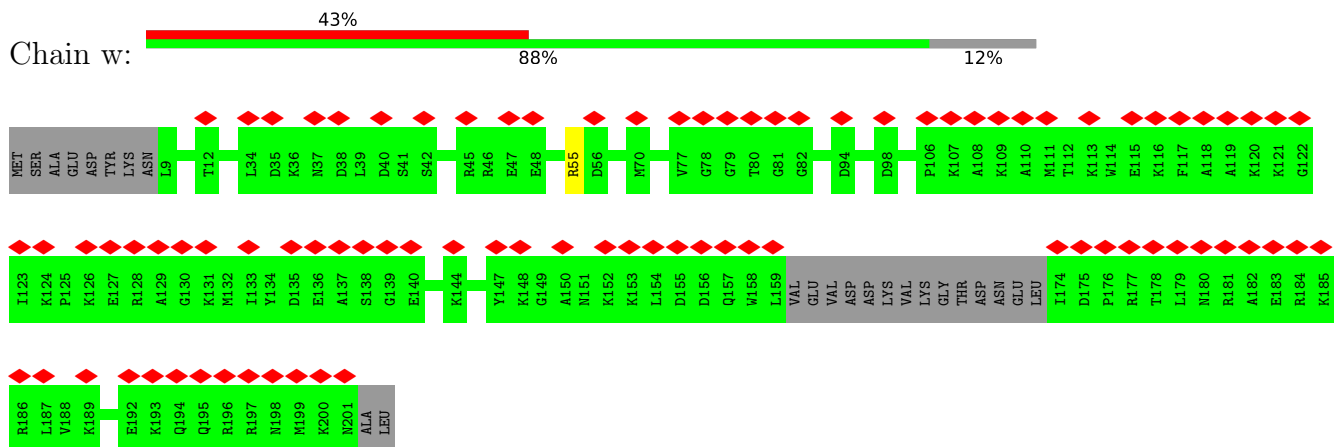 43%
Chain w:
88% 12%
MET SER ALA GLU ASP TYR LYS ASN L9 T12 L34 D35 K36 N37 D38 L39 D40 S41 S42 R45 R46 E47 E48 R55 D56 M70 V77 G78 G79 T80 G81 G82 D94 D98 P106 K107 A108 K109 A110 M111 T112 K113 W114 E115 K116 F117 A118 A119 K120 K121 G122
I123 K124 P125 K126 E127 R128 A129 G130 K131 M132 I133 Y134 D135 E136 A137 S138 G139 E140 K144 Y147 K148 G149 A150 N151 K152 K153 L154 D155 D156 Q157 W158 L159 VAL GLU VAL ASP ASP LYS VAL LYS GLY THR ASP ASN GLU LEU I174 D175 P176 R177 T178 L179 N180 R181 A182 E183 R184 K185
R186 L187 V188 K189 E192 K193 Q194 Q195 R196 R197 N198 M199 K200 N201 ALA LEU